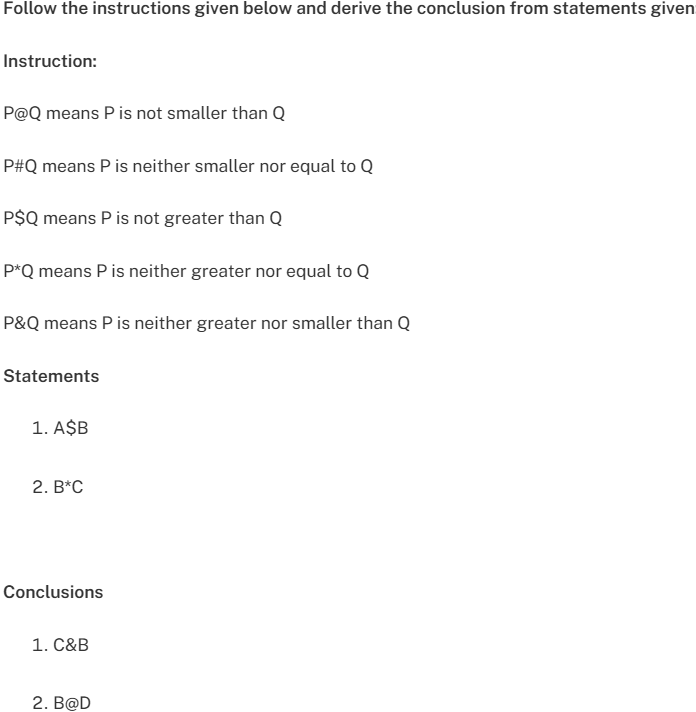 Follow the instructions given below and derive the conclusion from statements given
Instruction:
P@Q means P is not smaller than Q
P#Q means P is neither smaller nor equal to Q
P$Q means P is not greater than Q
P*Q means P is neither greater nor equal to Q
P&Q means P is neither greater nor smaller than Q
Statements
1. A$B
2. B*C
Conclusions
1. C&B
2. B@D